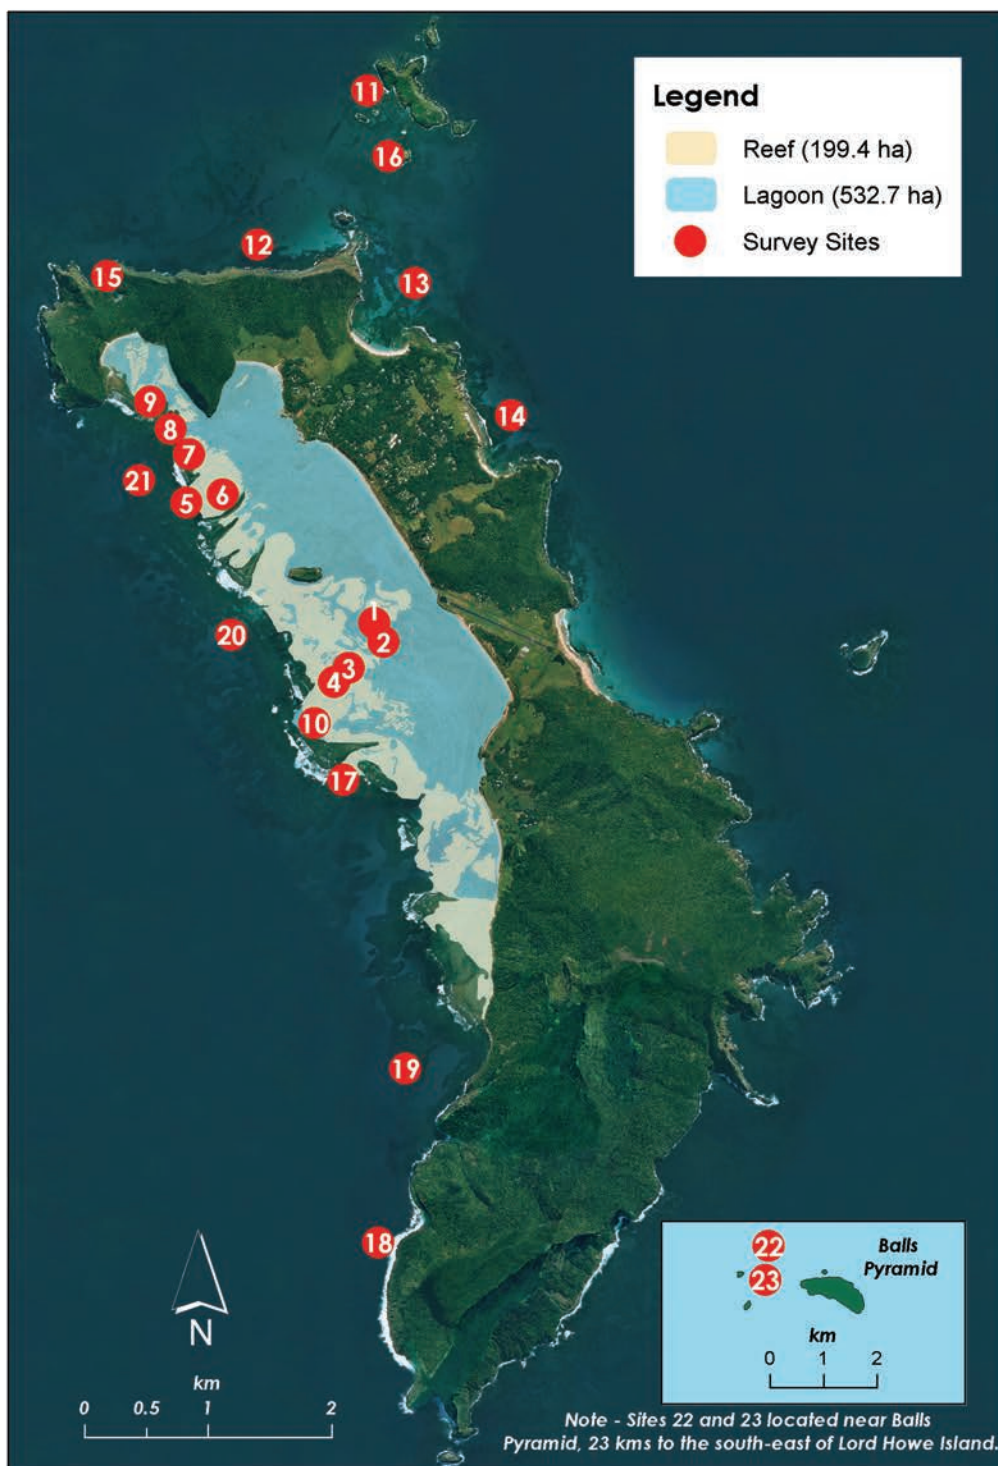 11
Legend
Reef (199.4 ha)
16
Lagoon (532.7 ha)
12
Survey Sites
15
13
9
14
8
7
21
6
5
1
20
2
3
4
10
17
19
18
22
Balls
Pyramid
23
km
0 1 2
N
km
0 0.5 1 2
Note - Sites 22 and 23 located near Balls
Pyramid, 23 kms to the south-east of Lord Howe Island.